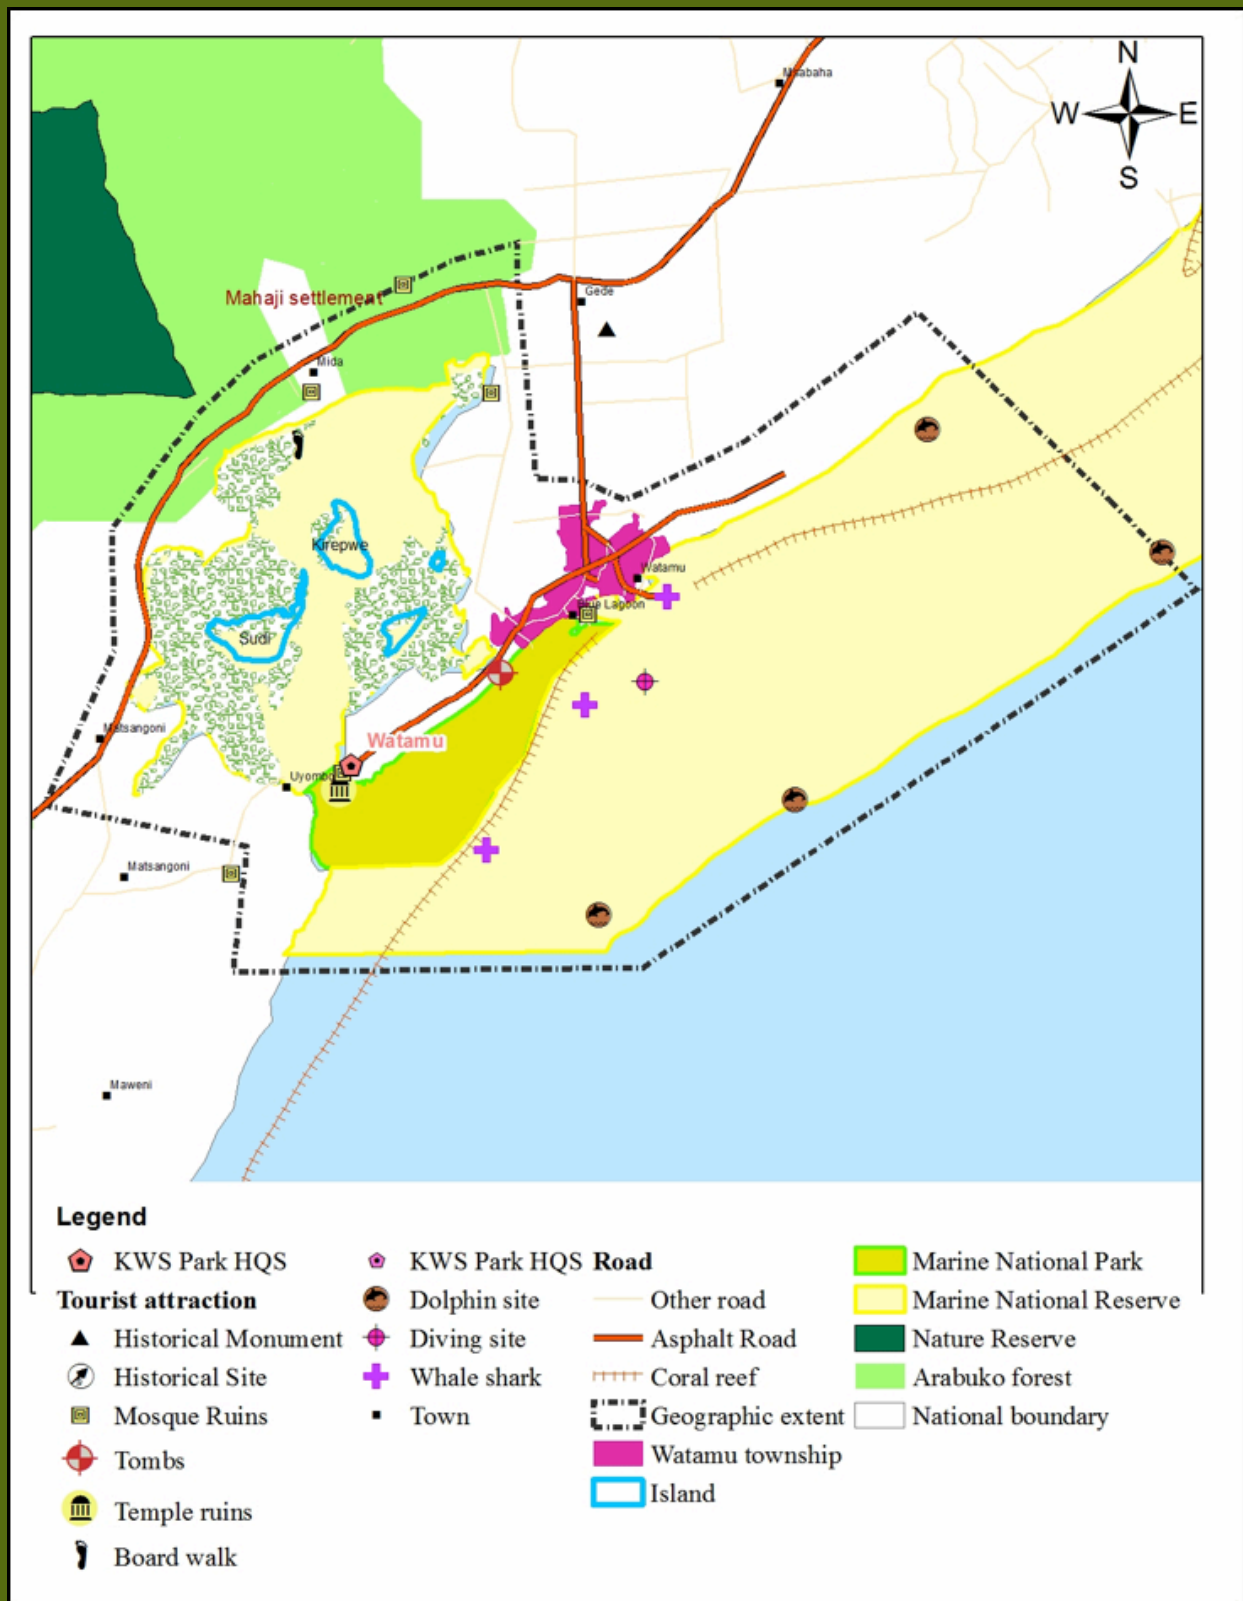 N
W E
S
Mahaji settlement
Gede
Mida
Kirepwe
Sudi
Watamu
Blue Lagoon
Watamu
Matsangoni
Uyombo
Matsangoni
Maweni
Legend
KWS Park HQS
Tourist attraction
Historical Monument
Historical Site
Mosque Ruins
Tombs
Temple ruins
Board walk
KWS Park HQS
Dolphin site
Diving site
Whale shark
Town
Road
Other road
Asphalt Road
Coral reef
Geographic extent
Watamu township
Island
Marine National Park
Marine National Reserve
Nature Reserve
Arabuko forest
National boundary